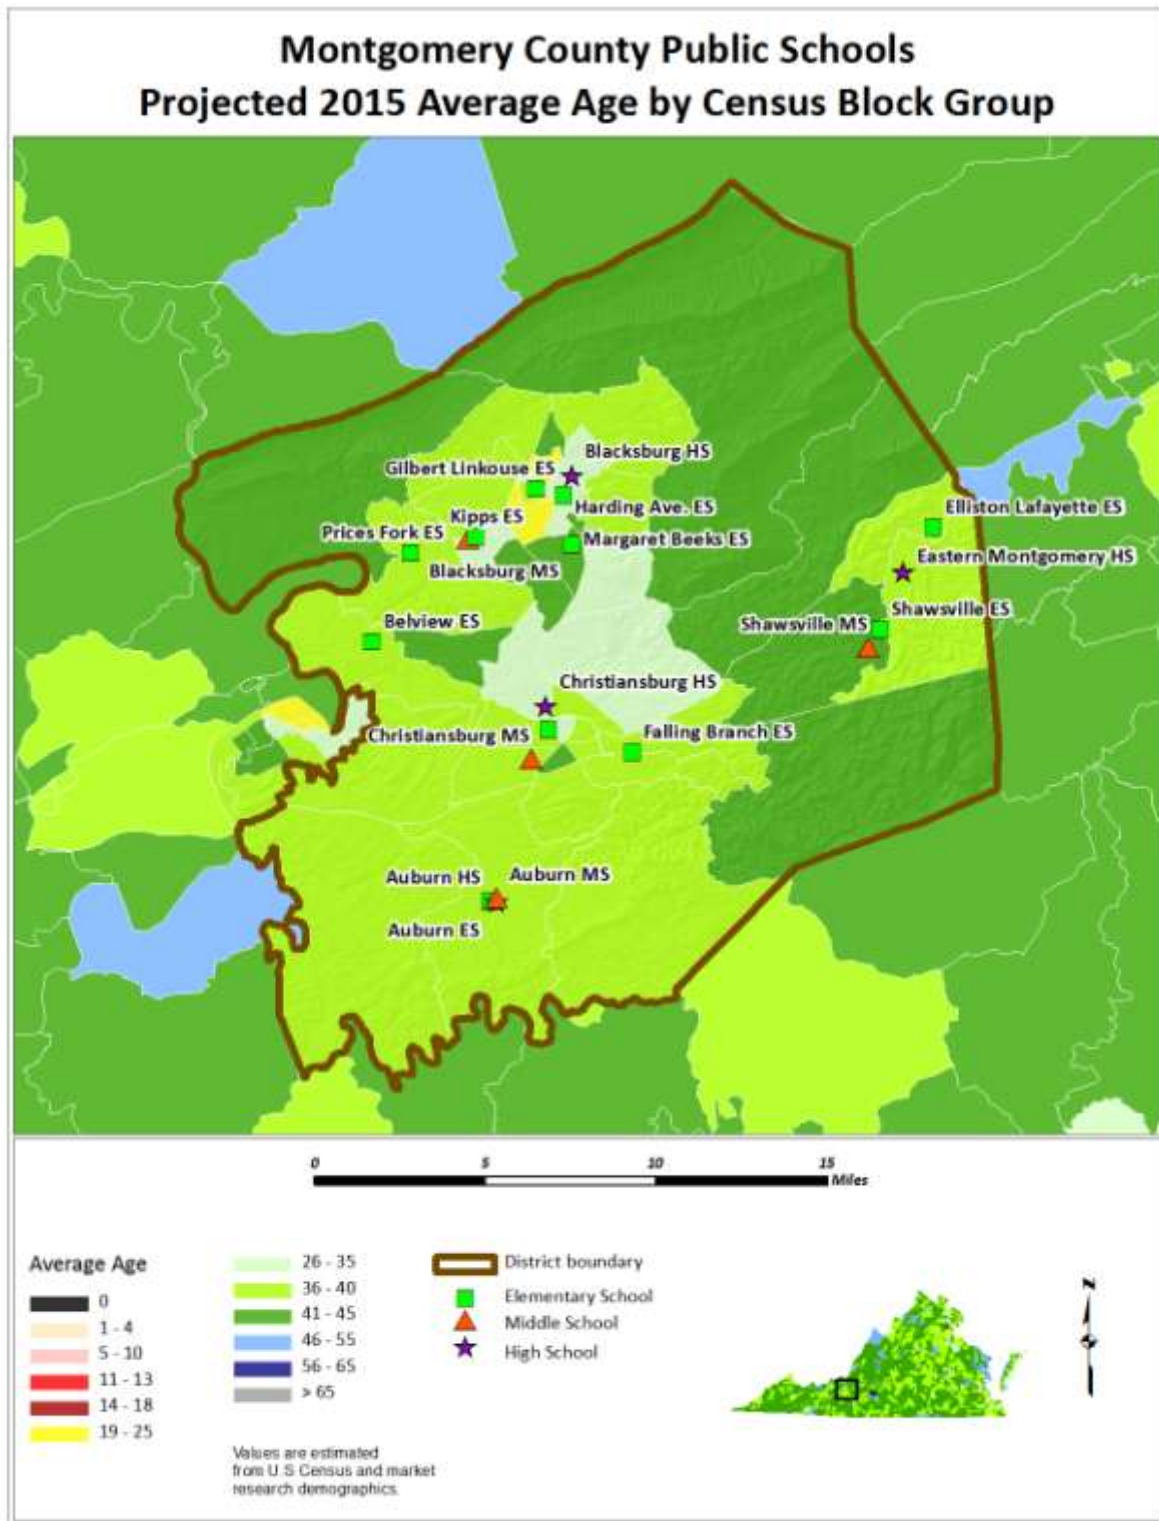 Montgomery County Public Schools
Projected 2015 Average Age by Census Block Group
Blacksburg HS
Gilbert Linkouse ES
Harding Ave. ES
Kipps ES
Prices Fork ES
Margaret Beeks ES
Blacksburg MS
Elliston Lafayette ES
Eastern Montgomery HS
Shawsville ES
Shawsville MS
Belview ES
Christiansburg HS
Christiansburg MS
Falling Branch ES
Auburn HS
Auburn MS
Auburn ES
0 5 10 15
Miles
Average Age
0
1 - 4
5 - 10
11 - 13
14 - 18
19 - 25
26 - 35
36 - 40
41 - 45
46 - 55
56 - 65
> 65
Values are estimated
from U.S Census and market
research demographics.
District boundary
Elementary School
Middle School
High School
N